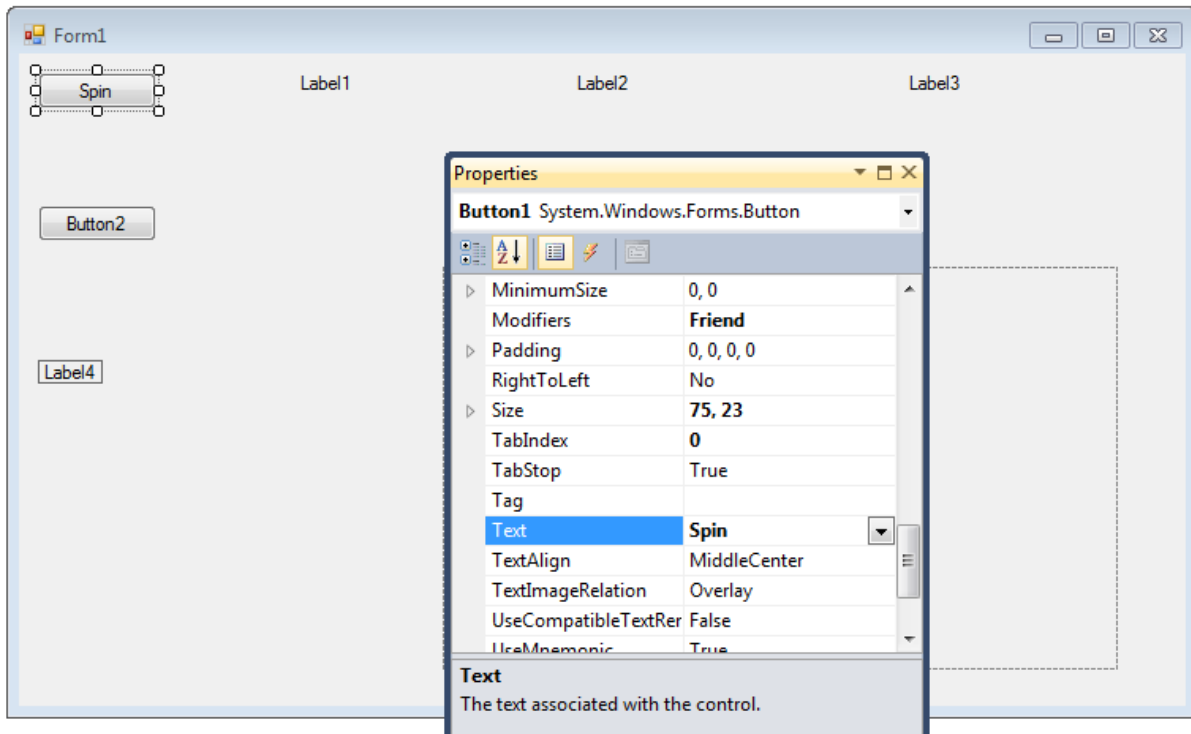 Form1
Spin Label1 Label2 Label3
Properties
Button1 System.Windows.Forms.Button
Button2
A Z
MinimumSize 0, 0
Modifiers Friend
Padding 0, 0, 0, 0
Label4
RightToLeft No
Size 75, 23
TabIndex 0
TabStop True
Tag
Text Spin
TextAlign MiddleCenter
TextImageRelation Overlay
UseCompatibleTextRer False
UseMnemonic True
Text
The text associated with the control.